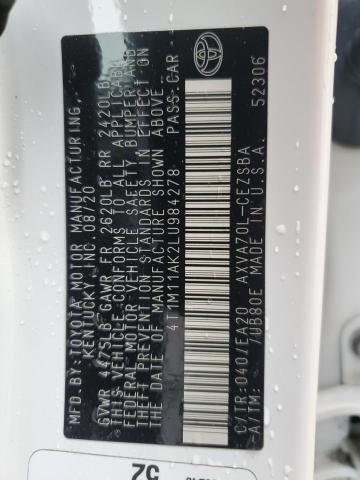 MFD. BY: TOYOTA MOTOR MANUFACTURING,
KENTUCKY, INC. 08/20
GVWR 4475LB GAWR FR 2620LB RR 2420LB
THIS VEHICLE CONFORMS TO ALL APPLICABLE
FEDERAL MOTOR VEHICLE SAFETY, BUMPER, AND
THEFT PREVENTION STANDARDS IN EFFECT ON
THE DATE OF MANUFACTURE SHOWN ABOVE.
4T1M11AK2LU984278 PASS. CAR
C/TR:040/EA20 AXVA70L-CEZSBA
A/TM: /UB80E MADE IN U.S.A. 52306
7C